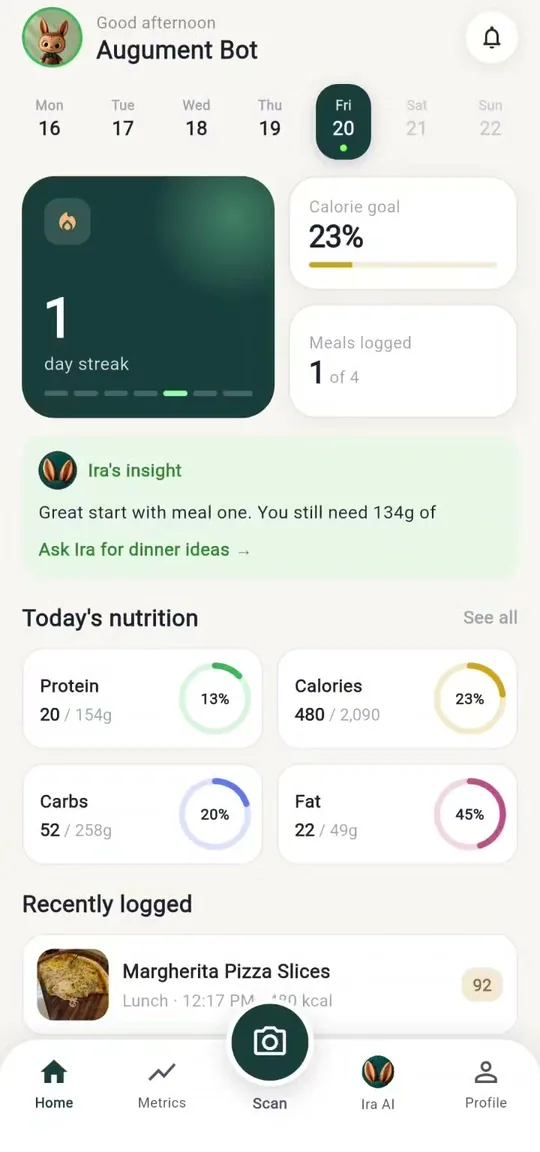 Good afternoon
Augument Bot
Mon Tue Wed Thu Fri Sat Sun
16 17 18 19 20 21 22
1
day streak
Calorie goal
23%
Meals logged
1 of 4
Ira's insight
Great start with meal one. You still need 134g of
Ask Ira for dinner ideas →
Today's nutrition See all
Protein
20 / 154g
13%
Calories
480 / 2,090
23%
Carbs
52 / 258g
20%
Fat
22 / 49g
45%
Recently logged
Margherita Pizza Slices
Lunch · 12:17 PM · 480 kcal
92
Home Metrics Scan Ira AI Profile